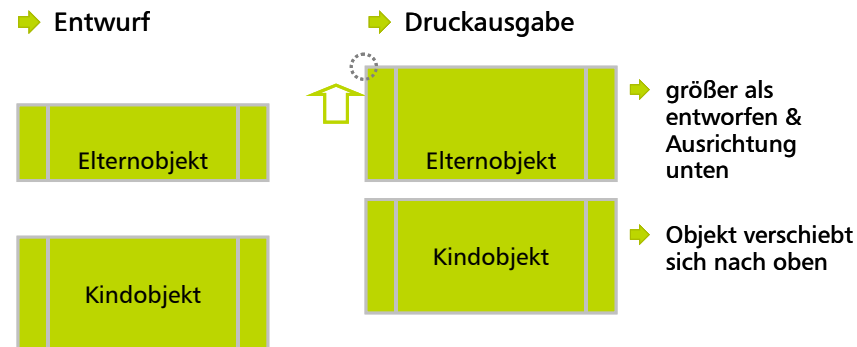 Entwurf
Druckausgabe
Elternobjekt
Elternobjekt
größer als
entworfen &
Ausrichtung
unten
Kindobjekt
Kindobjekt
Objekt verschiebt
sich nach oben